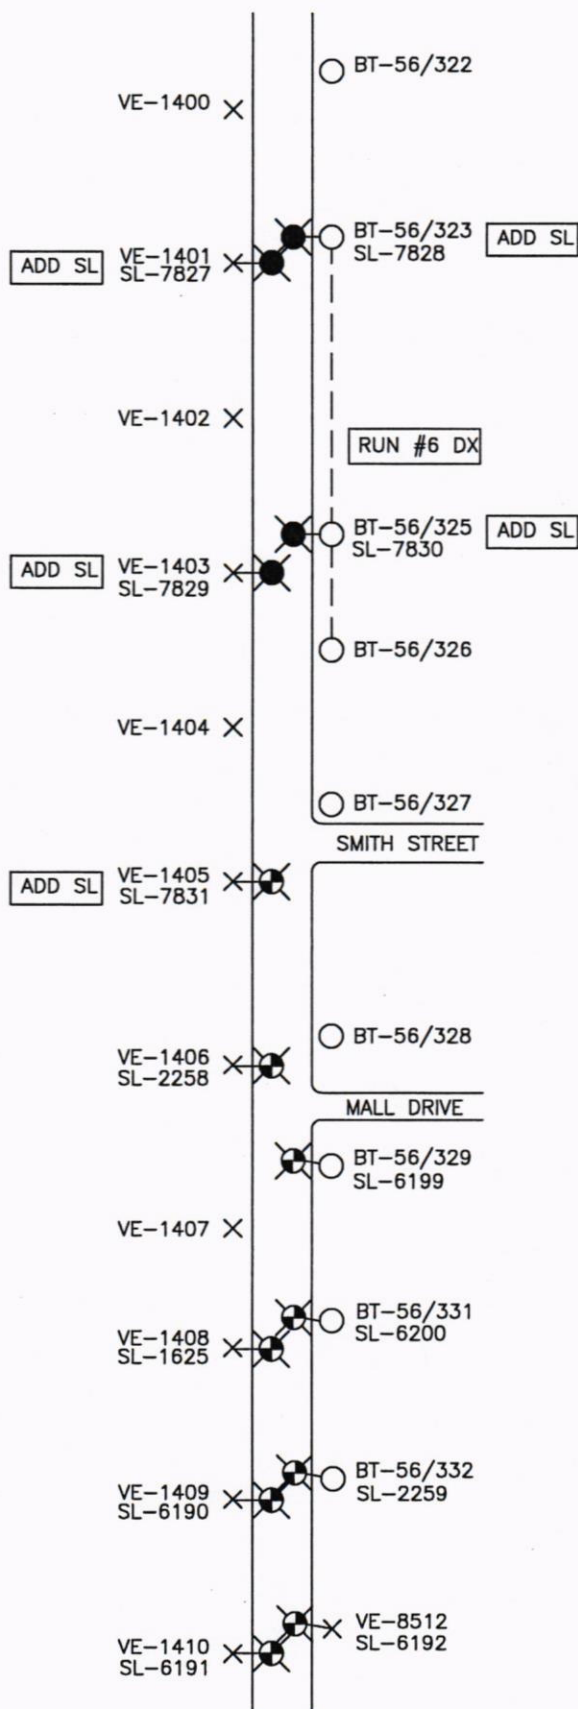 BT-56/322
VE-1400
BT-56/323
SL-7828
ADD SL
ADD SL
VE-1401
SL-7827
VE-1402
RUN #6 DX
BT-56/325
SL-7830
ADD SL
ADD SL
VE-1403
SL-7829
BT-56/326
VE-1404
BT-56/327
SMITH STREET
ADD SL
VE-1405
SL-7831
BT-56/328
VE-1406
SL-2258
MALL DRIVE
BT-56/329
SL-6199
VE-1407
BT-56/331
SL-6200
VE-1408
SL-1625
BT-56/332
SL-2259
VE-1409
SL-6190
VE-8512
SL-6192
VE-1410
SL-6191